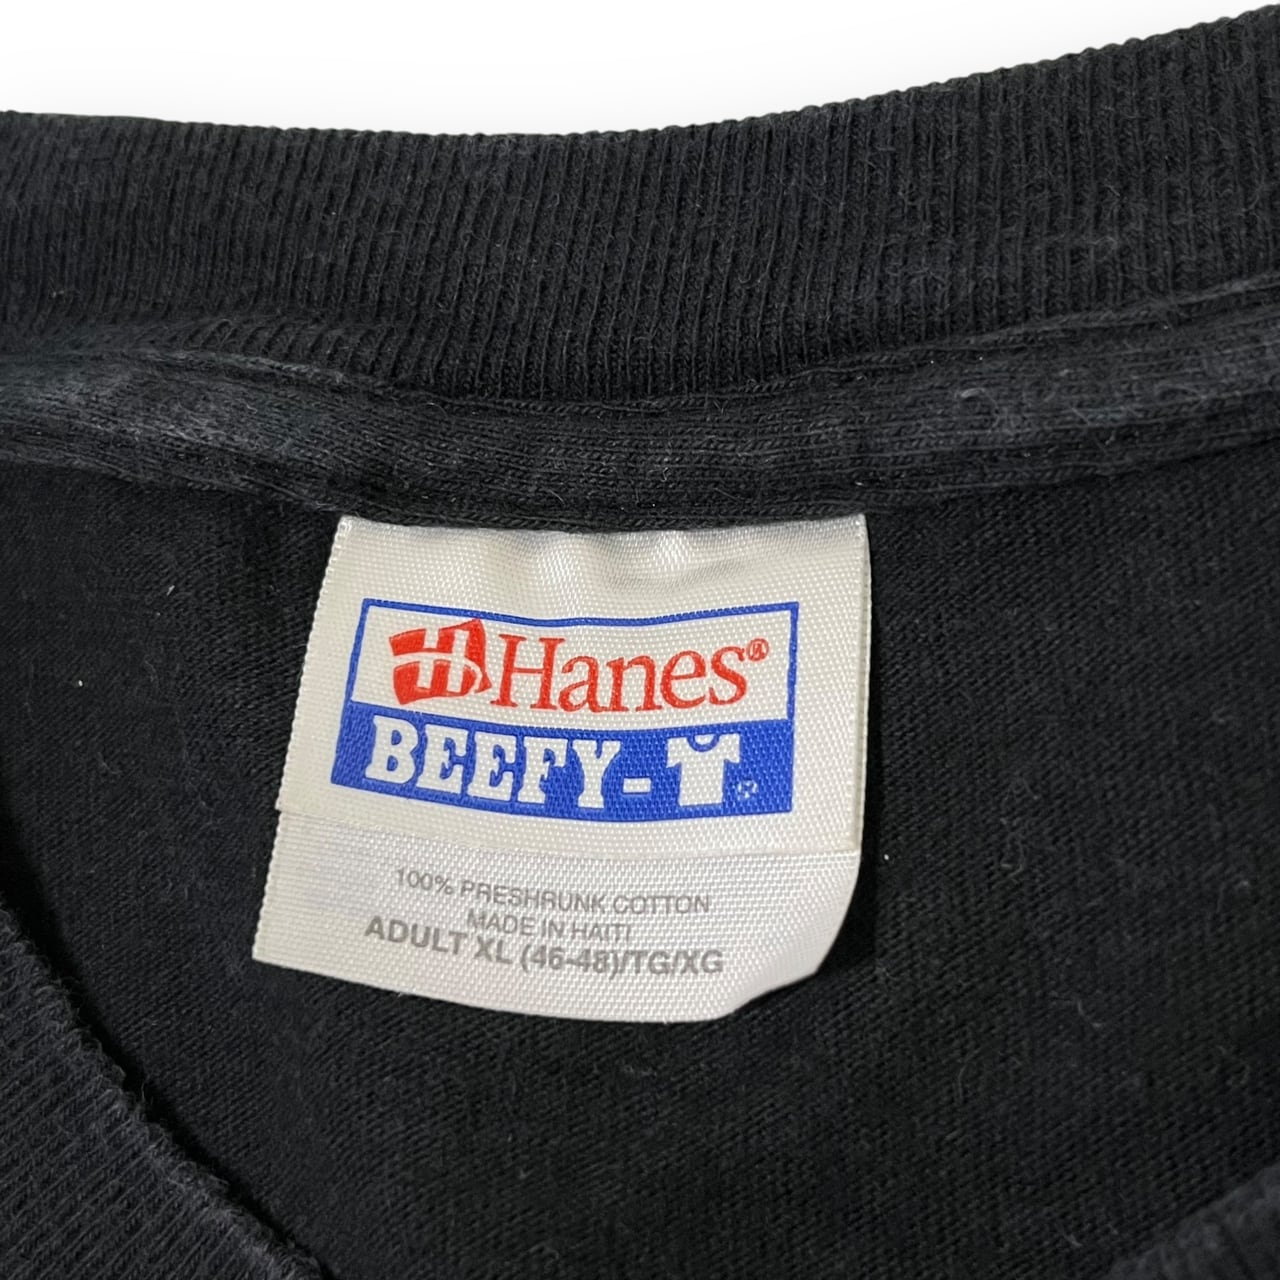 Hanes®
BEEFY-T®
100% PRESHRUNK COTTON
MADE IN HAITI
ADULT XL (46-48)/TG/XG